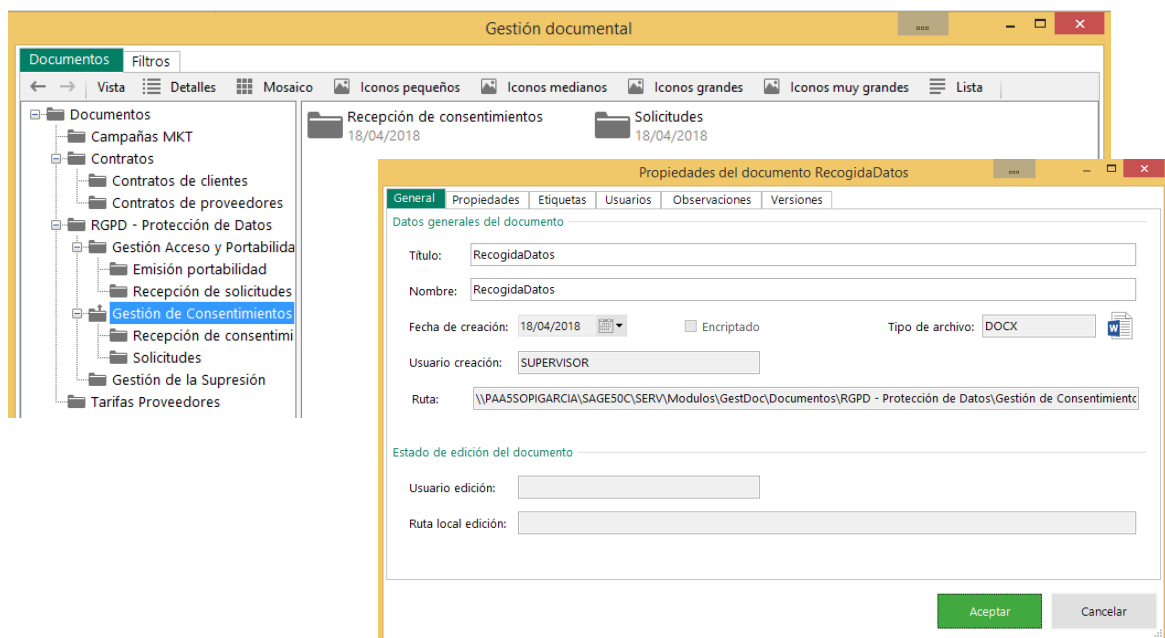 Gestión documental
Documentos Filtros
Vista Detalles Mosaico Iconos pequeños Iconos medianos Iconos grandes Iconos muy grandes Lista
Documentos
Campañas MKT
Contratos
Contratos de clientes
Contratos de proveedores
RGPD - Protección de Datos
Gestión Acceso y Portabilida
Emisión portabilidad
Recepción de solicitudes
Gestión de Consentimientos
Recepción de consentimi
Solicitudes
Gestión de la Supresión
Tarifas Proveedores
Recepción de consentimientos
18/04/2018
Solicitudes
18/04/2018
Propiedades del documento RecogidaDatos
General Propiedades Etiquetas Usuarios Observaciones Versiones
Datos generales del documento
Título: RecogidaDatos
Nombre: RecogidaDatos
Fecha de creación: 18/04/2018 Encriptado Tipo de archivo: DOCX
Usuario creación: SUPERVISOR
Ruta: \\PAA5SOPIGARCIA\SAGE50C\SERV\Modulos\GestDoc\Documentos\RGPD - Protección de Datos\Gestión de Consentimientc
Estado de edición del documento
Usuario edición:
Ruta local edición:
Aceptar Cancelar